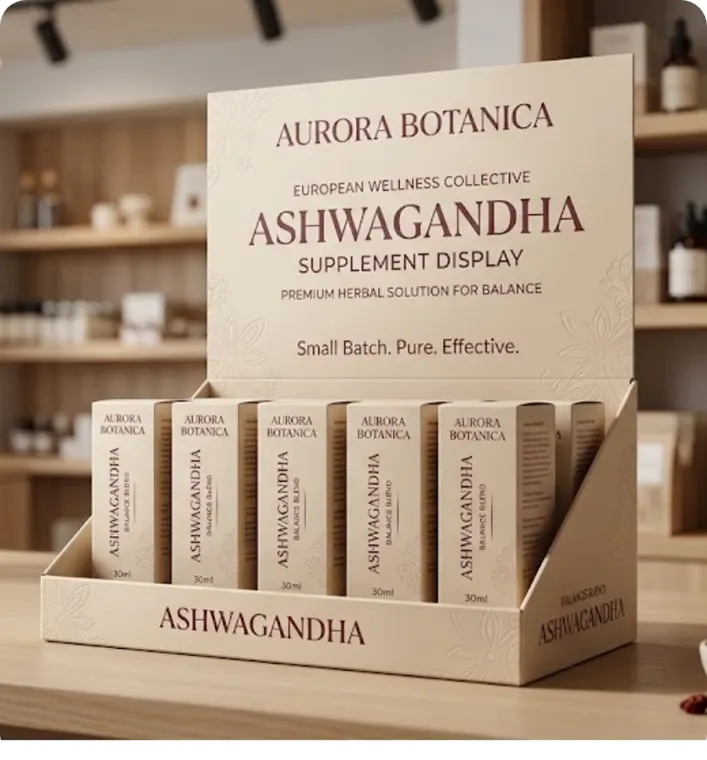 AURORA BOTANICA
EUROPEAN WELLNESS COLLECTIVE
ASHWAGANDHA
SUPPLEMENT DISPLAY
PREMIUM HERBAL SOLUTION FOR BALANCE
Small Batch. Pure. Effective.
AURORA
BOTANICA
ASHWAGANDHA
BALANCE BLEND
30ml
AURORA
BOTANICA
ASHWAGANDHA
BALANCE BLEND
30ml
AURORA
BOTANICA
ASHWAGANDHA
BALANCE BLEND
30ml
AURORA
BOTANICA
ASHWAGANDHA
BALANCE BLEND
30ml
AURORA
BOTANICA
ASHWAGANDHA
BALANCE BLEND
30ml
ASHWAGANDHA
ASHWAGANDHA